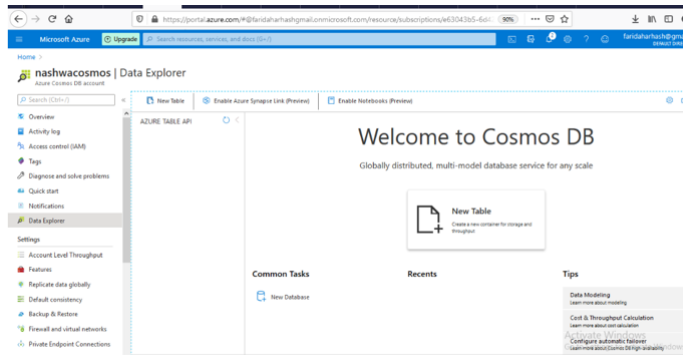 https://portal.azure.com/#@faridaharhashgmail.onmicrosoft.com/resource/subscriptions/e63043b5-6d
90%
Microsoft Azure
Upgrade
Search resources, services, and docs (G+/)
faridaharhash@gma
DEFAULT DIRE
Home >
nashwacosmos | Data Explorer
Azure Cosmos DB account
Search (Ctrl+/)
Overview
Activity log
Access control (IAM)
Tags
Diagnose and solve problems
Quick start
Notifications
Data Explorer
Settings
Account Level Throughput
Features
Replicate data globally
Default consistency
Backup & Restore
Firewall and virtual networks
Private Endpoint Connections
New Table
Enable Azure Synapse Link (Preview)
Enable Notebooks (Preview)
AZURE TABLE API
Welcome to Cosmos DB
Globally distributed, multi-model database service for any scale
New Table
Create a new container for storage and
throughput
Common Tasks
New Database
Recents
Tips
Data Modeling
Learn more about modeling
Cost & Throughput Calculation
Learn more about cost calculation
Activate Windows
Configure automatic failover
Learn more about Cosmos DB high-availability